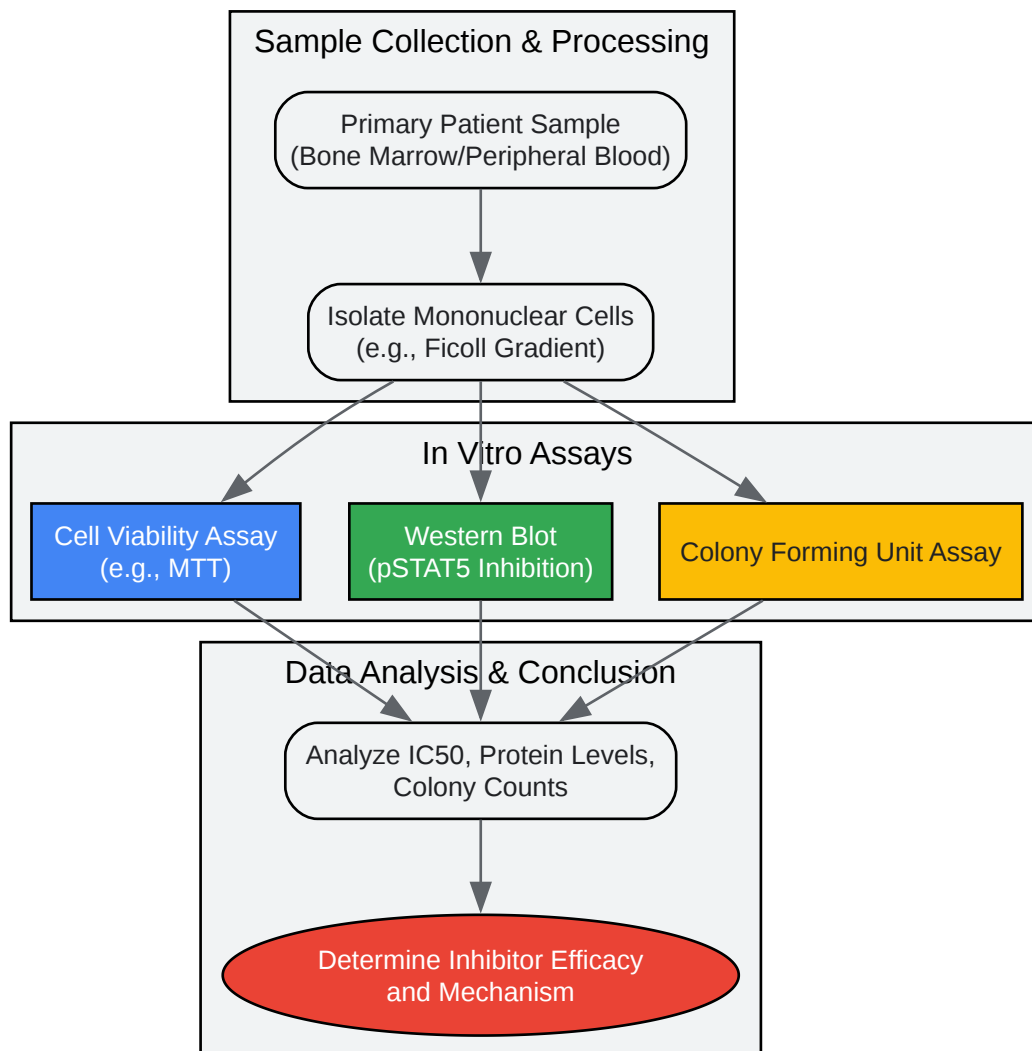 Sample Collection & Processing
Primary Patient Sample
(Bone Marrow/Peripheral Blood)
Isolate Mononuclear Cells
(e.g., Ficoll Gradient)
In Vitro Assays
Cell Viability Assay
(e.g., MTT)
Western Blot
(pSTAT5 Inhibition)
Colony Forming Unit Assay
Data Analysis & Conclusion
Analyze IC50, Protein Levels,
Colony Counts
Determine Inhibitor Efficacy
and Mechanism